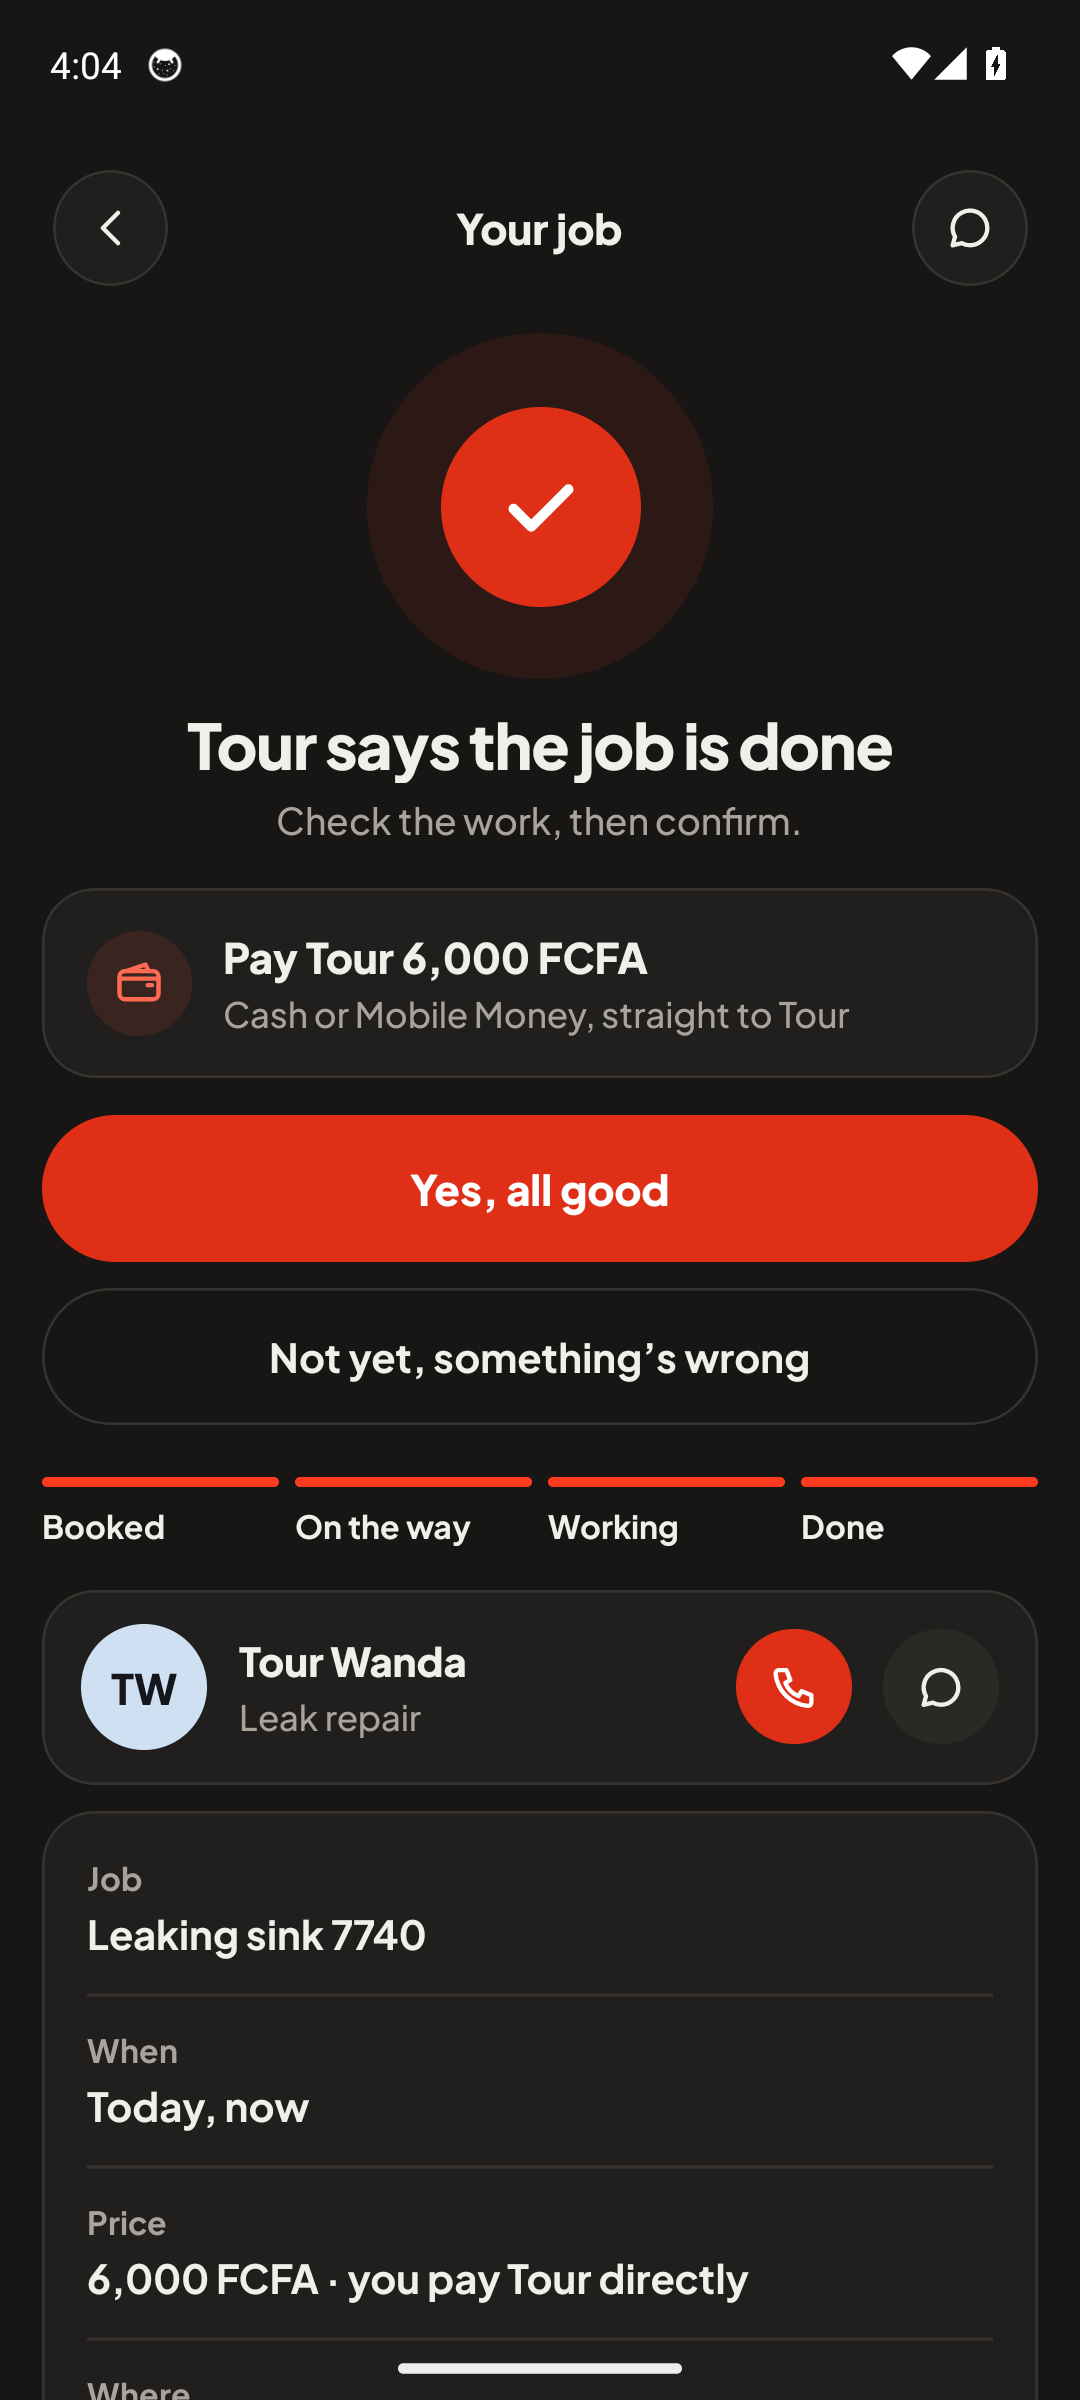 4:04
Your job
Tour says the job is done
Check the work, then confirm.
Pay Tour 6,000 FCFA
Cash or Mobile Money, straight to Tour
Yes, all good
Not yet, something’s wrong
Booked
On the way
Working
Done
TW
Tour Wanda
Leak repair
Job
Leaking sink 7740
When
Today, now
Price
6,000 FCFA · you pay Tour directly
Where